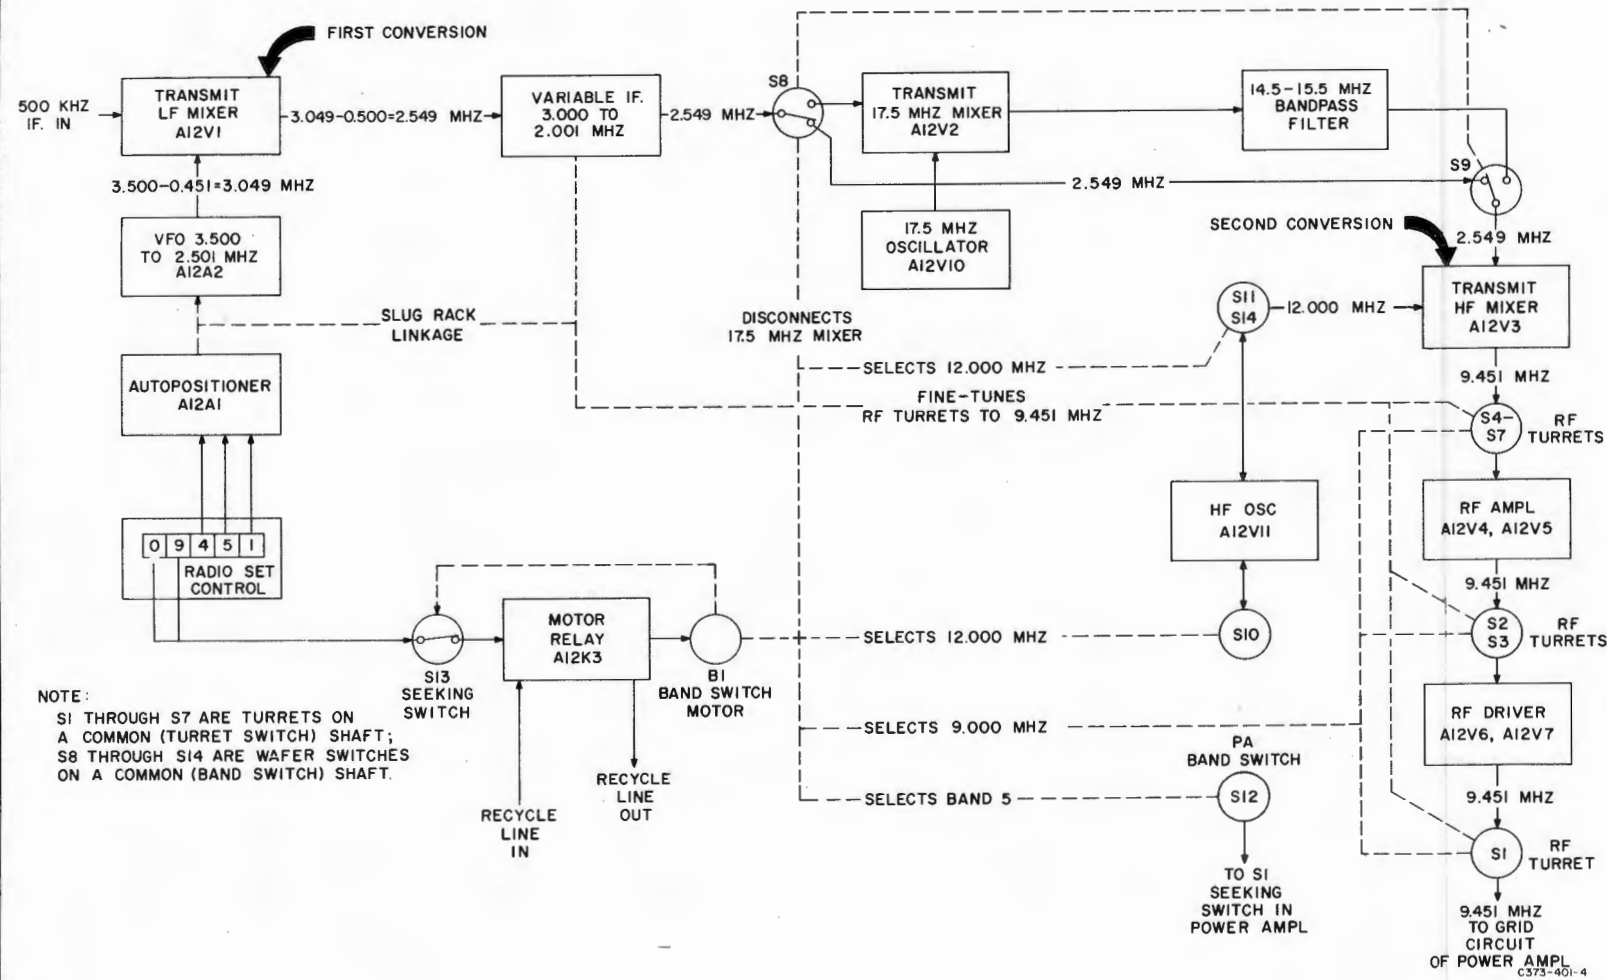 FIRST CONVERSION
500 KHZ
IF. IN
TRANSMIT
LF MIXER
A12V1
3.049-0.500=2.549 MHZ
VARIABLE IF.
3.000 TO
2.001 MHZ
2.549 MHZ
S8
TRANSMIT
17.5 MHZ MIXER
A12V2
14.5-15.5 MHZ
BANDPASS
FILTER
S9
2.549 MHZ
3.500-0.451=3.049 MHZ
VFO 3.500
TO 2.501 MHZ
A12A2
17.5 MHZ
OSCILLATOR
A12V10
SECOND CONVERSION
2.549 MHZ
TRANSMIT
HF MIXER
A12V3
S11
S14
12.000 MHZ
SLUG RACK
LINKAGE
DISCONNECTS
17.5 MHZ MIXER
SELECTS 12.000 MHZ
FINE-TUNES
RF TURRETS TO 9.451 MHZ
9.451 MHZ
S4-
S7
RF
TURRETS
AUTOPOSITIONER
A12A1
HF OSC
A12V11
RF AMPL
A12V4, A12V5
0 9 4 5 1
RADIO SET
CONTROL
9.451 MHZ
S2
S3
RF
TURRETS
MOTOR
RELAY
A12K3
SELECTS 12.000 MHZ
S10
S13
SEEKING
SWITCH
B1
BAND SWITCH
MOTOR
NOTE:
S1 THROUGH S7 ARE TURRETS ON
A COMMON (TURRET SWITCH) SHAFT;
S8 THROUGH S14 ARE WAFER SWITCHES
ON A COMMON (BAND SWITCH) SHAFT.
RECYCLE
LINE
IN
RECYCLE
LINE
OUT
SELECTS 9.000 MHZ
RF DRIVER
A12V6, A12V7
PA
BAND SWITCH
SELECTS BAND 5
S12
9.451 MHZ
S1
RF
TURRET
TO S1
SEEKING
SWITCH IN
POWER AMPL
9.451 MHZ
TO GRID
CIRCUIT
OF POWER AMPL
C373-401-4